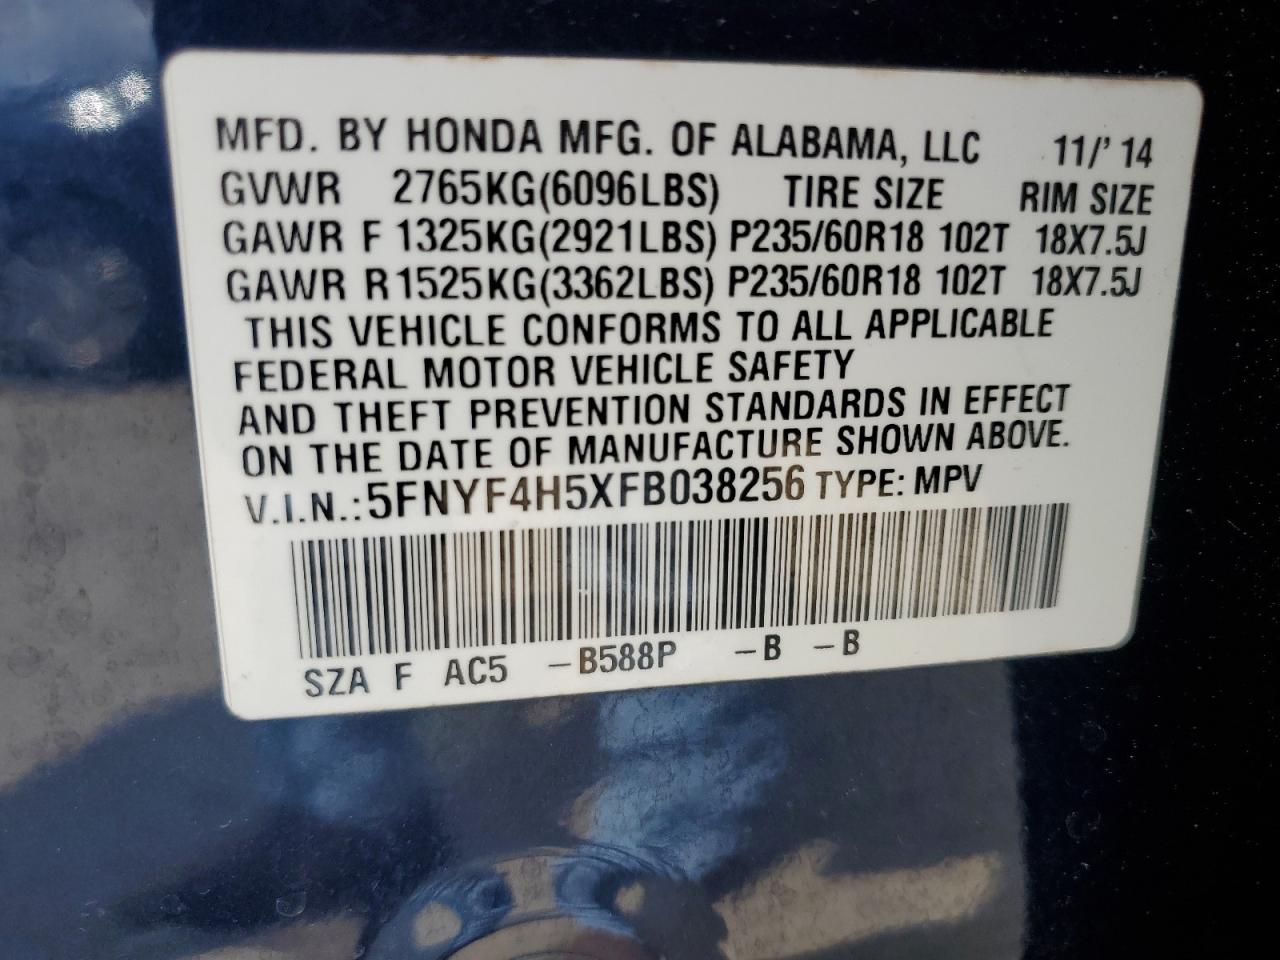 MFD. BY HONDA MFG. OF ALABAMA, LLC 11/' 14
GVWR 2765KG(6096LBS) TIRE SIZE RIM SIZE
GAWR F 1325KG(2921LBS) P235/60R18 102T 18X7.5J
GAWR R 1525KG(3362LBS) P235/60R18 102T 18X7.5J
THIS VEHICLE CONFORMS TO ALL APPLICABLE
FEDERAL MOTOR VEHICLE SAFETY
AND THEFT PREVENTION STANDARDS IN EFFECT
ON THE DATE OF MANUFACTURE SHOWN ABOVE.
V.I.N.: 5FNYF4H5XFB038256 TYPE: MPV
SZA F AC5 -B588P -B -B